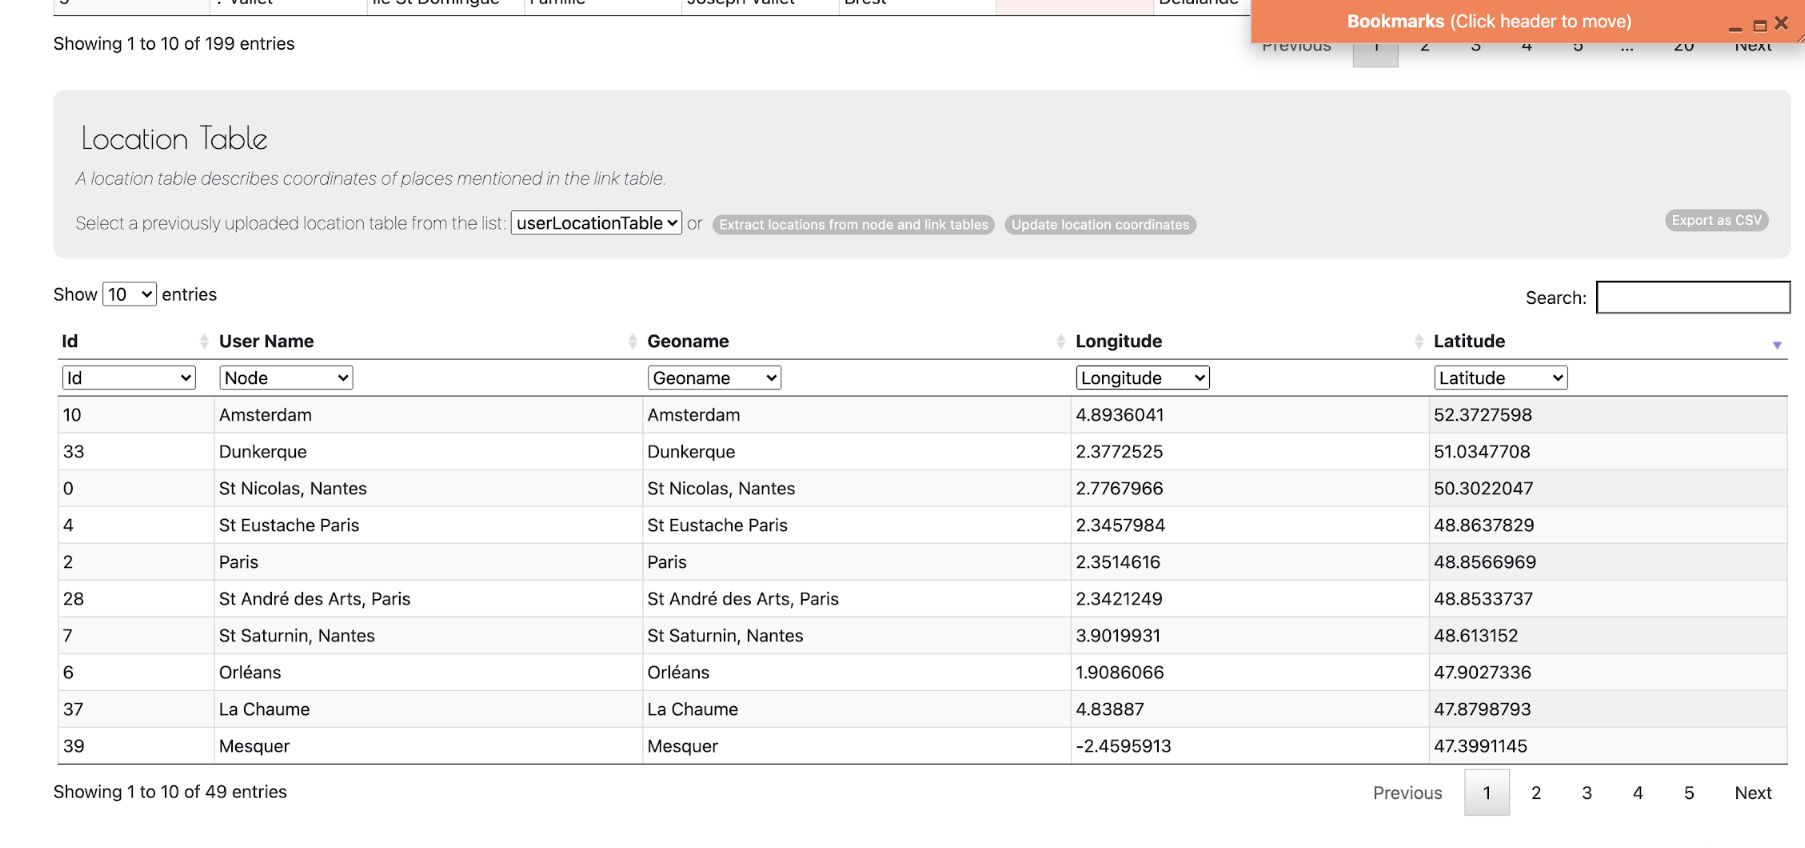 Bookmarks (Click header to move)
Showing 1 to 10 of 199 entries
Previous 1 2 3 4 5 ... 20 Next
Location Table
A location table describes coordinates of places mentioned in the link table.
Select a previously uploaded location table from the list: userLocationTable or Extract locations from node and link tables Update location coordinates Export as CSV
Show 10 entries Search:
Id User Name Geoname Longitude Latitude
Id Node Geoname Longitude Latitude
10 Amsterdam Amsterdam 4.8936041 52.3727598
33 Dunkerque Dunkerque 2.3772525 51.0347708
0 St Nicolas, Nantes St Nicolas, Nantes 2.7767966 50.3022047
4 St Eustache Paris St Eustache Paris 2.3457984 48.8637829
2 Paris Paris 2.3514616 48.8566969
28 St André des Arts, Paris St André des Arts, Paris 2.3421249 48.8533737
7 St Saturnin, Nantes St Saturnin, Nantes 3.9019931 48.613152
6 Orléans Orléans 1.9086066 47.9027336
37 La Chaume La Chaume 4.83887 47.8798793
39 Mesquer Mesquer -2.4595913 47.3991145
Showing 1 to 10 of 49 entries
Previous 1 2 3 4 5 Next